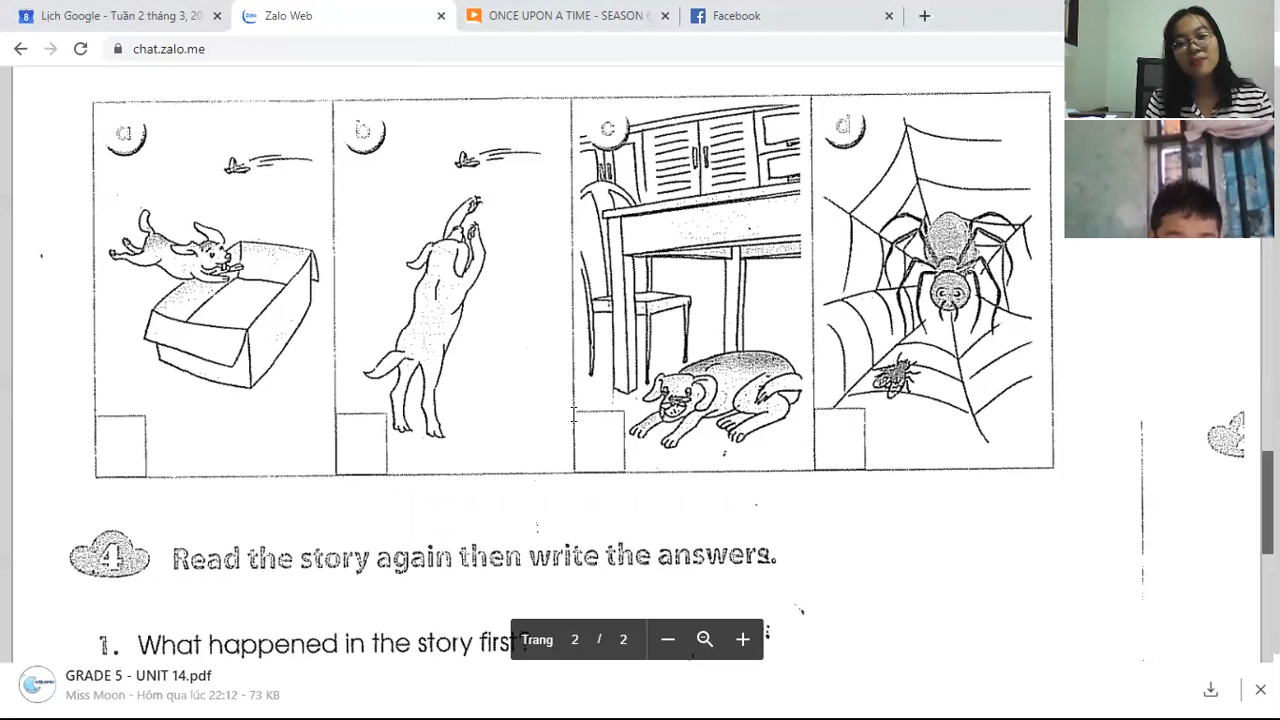 Lịch Google - Tuần 2 tháng 3, 20
Zalo Web
ONCE UPON A TIME - SEASON
Facebook
chat.zalo.me
a
b
c
d
4 Read the story again then write the answers.
1. What happened in the story first?
Trang 2 / 2
GRADE 5 - UNIT 14.pdf
Miss Moon - Hôm qua lúc 22:12 - 73 KB